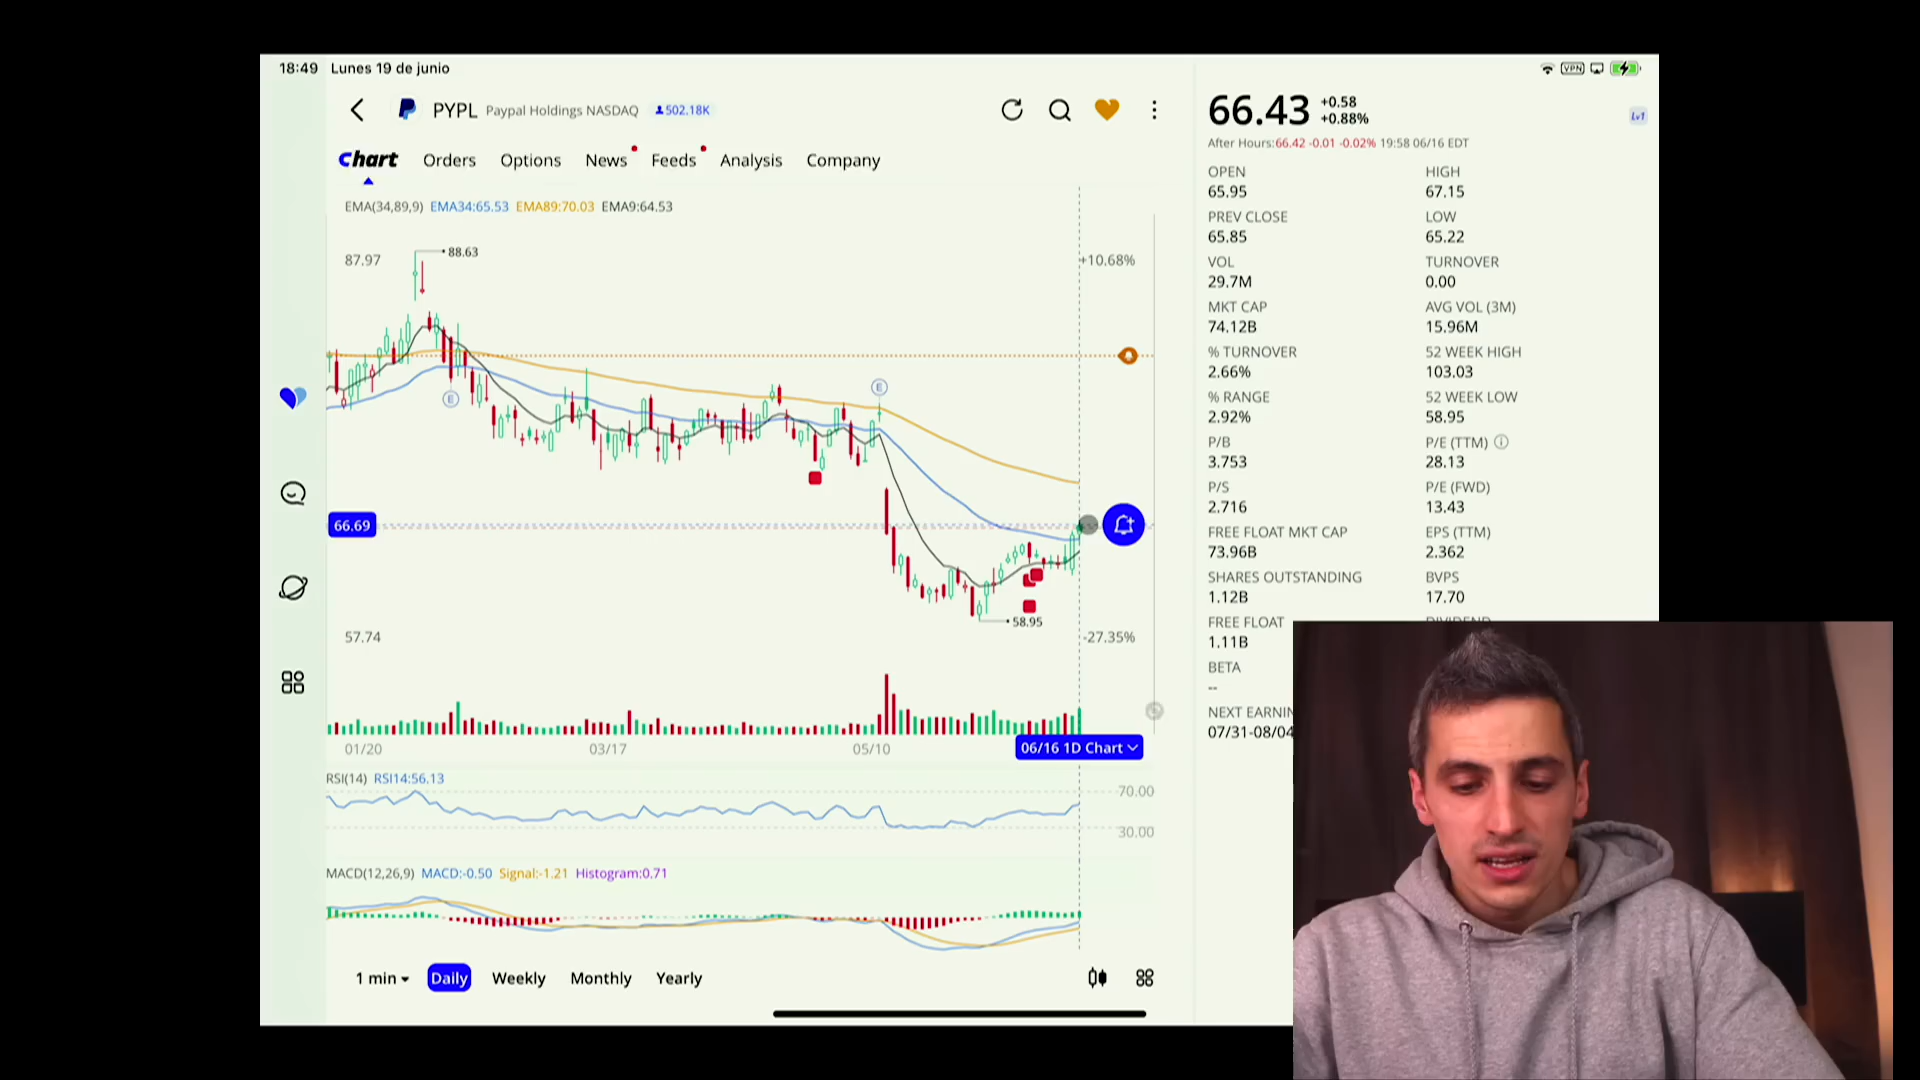 18:49 Lunes 19 de junio
VPN
PYPL Paypal Holdings NASDAQ 502.18K
Chart Orders Options News Feeds Analysis Company
EMA(34,89,9) EMA34:65.53 EMA89:70.03 EMA9:64.53
87.97
88.63
+10.68%
E
E
66.69
58.95
57.74
-27.35%
01/20
03/17
05/10
06/16 1D Chart
RSI(14) RSI14:56.13
70.00
30.00
MACD(12,26,9) MACD:-0.50 Signal:-1.21 Histogram:0.71
1 min Daily Weekly Monthly Yearly
66.43 +0.58
+0.88%
Lv1
After Hours:66.42 -0.01 -0.02% 19:58 06/16 EDT
OPEN HIGH
65.95 67.15
PREV CLOSE LOW
65.85 65.22
VOL TURNOVER
29.7M 0.00
MKT CAP AVG VOL (3M)
74.12B 15.96M
% TURNOVER 52 WEEK HIGH
2.66% 103.03
% RANGE 52 WEEK LOW
2.92% 58.95
P/B P/E (TTM)
3.753 28.13
P/S P/E (FWD)
2.716 13.43
FREE FLOAT MKT CAP EPS (TTM)
73.96B 2.362
SHARES OUTSTANDING BVPS
1.12B 17.70
FREE FLOAT DIVIDEND
1.11B
BETA
--
NEXT EARNIN
07/31-08/04